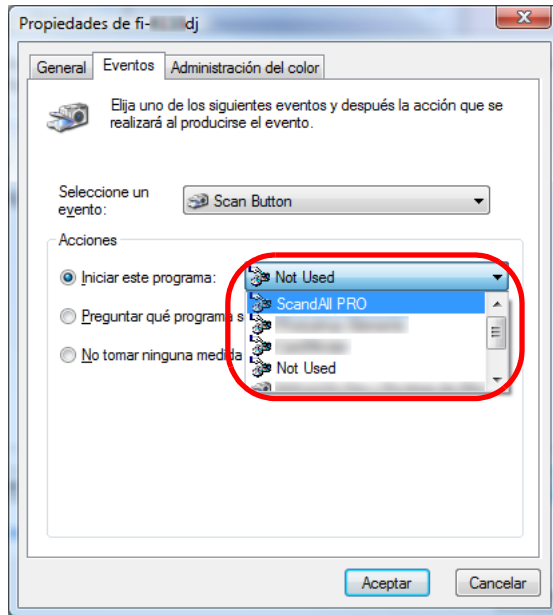 Propiedades de fi- dj
General Eventos Administración del color
Elija uno de los siguientes eventos y después la acción que se
realizará al producirse el evento.
Seleccione un
evento:
Scan Button
Acciones
Iniciar este programa:
Not Used
ScandAll PRO
Preguntar qué programa s
No tomar ninguna medida
Not Used
Aceptar Cancelar